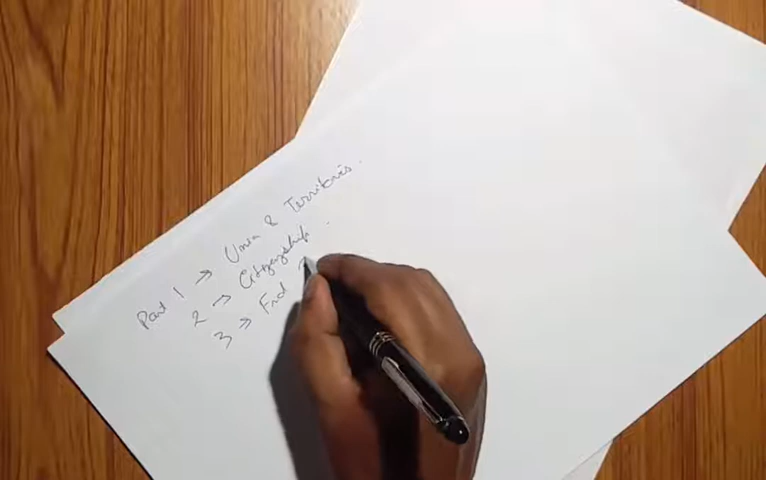 Part 1 → Union & Territories.
2 → Citizenship.
3 → Fnd